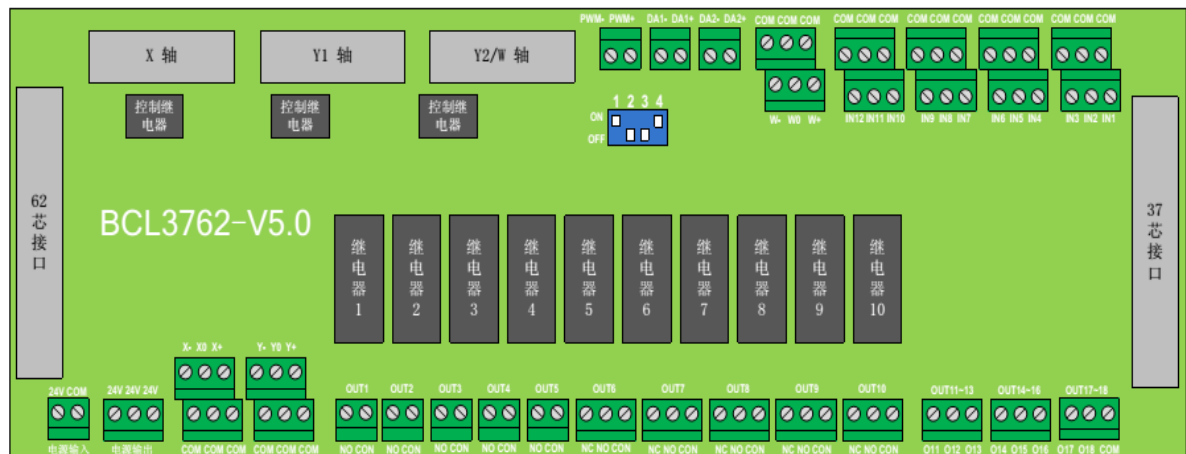 PWM- PWM+ DA1- DA1+ DA2- DA2+ COM COM COM COM COM COM COM COM COM COM COM COM COM COM COM
X 轴 Y1 轴 Y2/W 轴
控制继电器 控制继电器 控制继电器
1 2 3 4
ON
OFF
W- W0 W+ IN12 IN11 IN10 IN9 IN8 IN7 IN6 IN5 IN4 IN3 IN2 IN1
62芯接口
BCL3762-V5.0
37芯接口
继电器1 继电器2 继电器3 继电器4 继电器5 继电器6 继电器7 继电器8 继电器9 继电器10
X- X0 X+ Y- Y0 Y+
24V COM 24V 24V 24V OUT1 OUT2 OUT3 OUT4 OUT5 OUT6 OUT7 OUT8 OUT9 OUT10 OUT11~13 OUT14~16 OUT17~18
电源输入 电源输出 COM COM COM COM COM COM NO CON NO CON NO CON NO CON NO CON NC NO CON NC NO CON NC NO CON NC NO CON NC NO CON O11 O12 O13 O14 O15 O16 O17 O18 COM